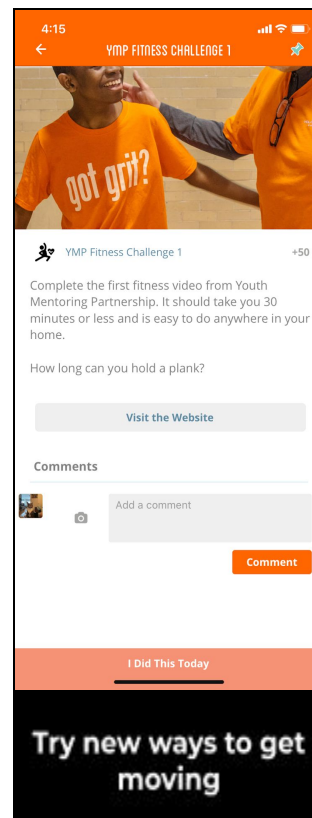 4:15
YMP FITNESS CHALLENGE 1
got grit?
YMP Fitness Challenge 1 +50
Complete the first fitness video from Youth
Mentoring Partnership. It should take you 30
minutes or less and is easy to do anywhere in your
home.
How long can you hold a plank?
Visit the Website
Comments
Add a comment
Comment
I Did This Today
Try new ways to get
moving